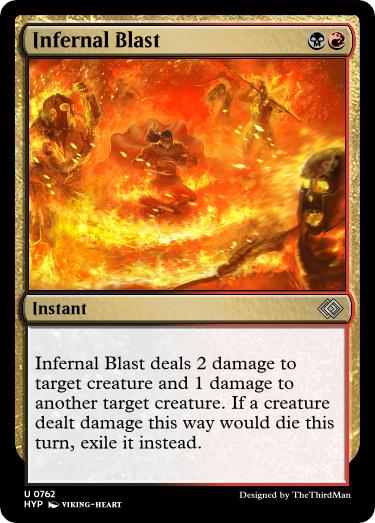 Infernal Blast
Instant
Infernal Blast deals 2 damage to
target creature and 1 damage to
another target creature. If a creature
dealt damage this way would die this
turn, exile it instead.
U 0762
HYP VIKING-HEART
Designed by TheThirdMan